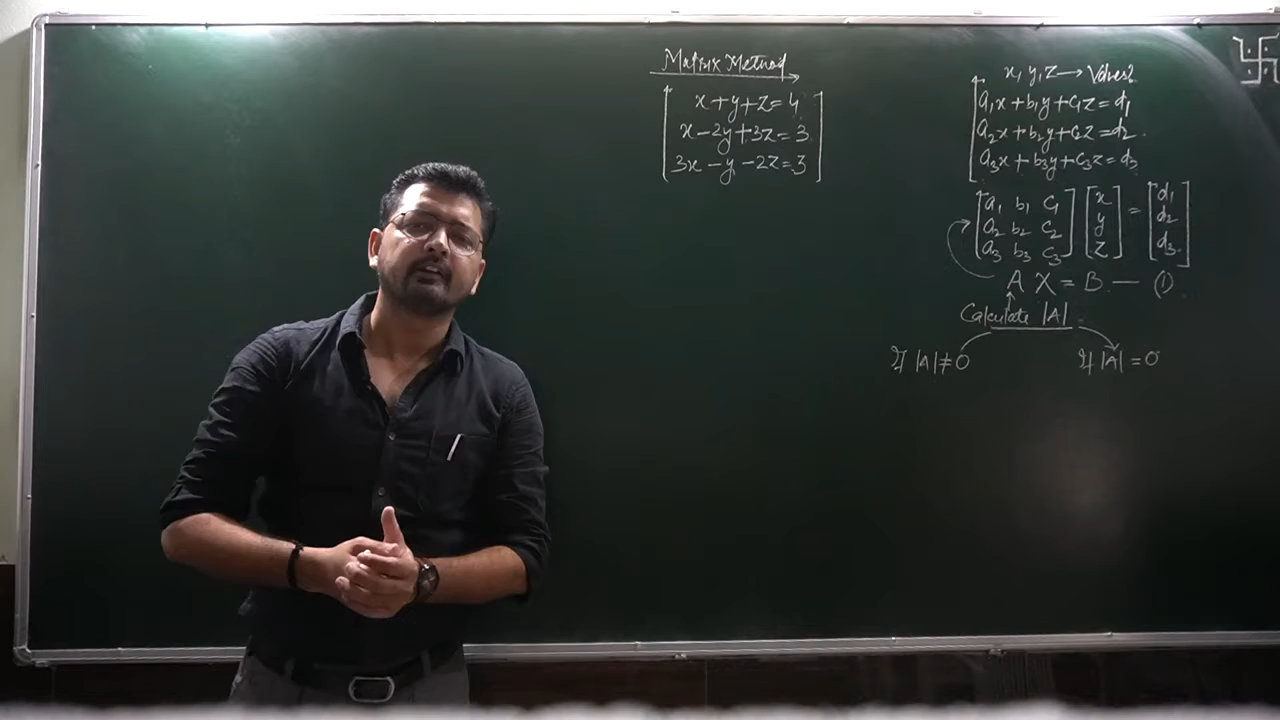 Matrix Method
x+y+z=4
x-2y+3z=3
3x-y-2z=3
x, y, z → Values?
a₁x+b₁y+c₁z=d₁
a₂x+b₂y+c₂z=d₂
a₃x+b₃y+c₃z=d₃
[a₁ b₁ c₁] [x] = [d₁]
[a₂ b₂ c₂] [y] [d₂]
[a₃ b₃ c₃] [z] [d₃]
A X = B — (1)
Calculate |A|
If |A|≠0 If |A|=0